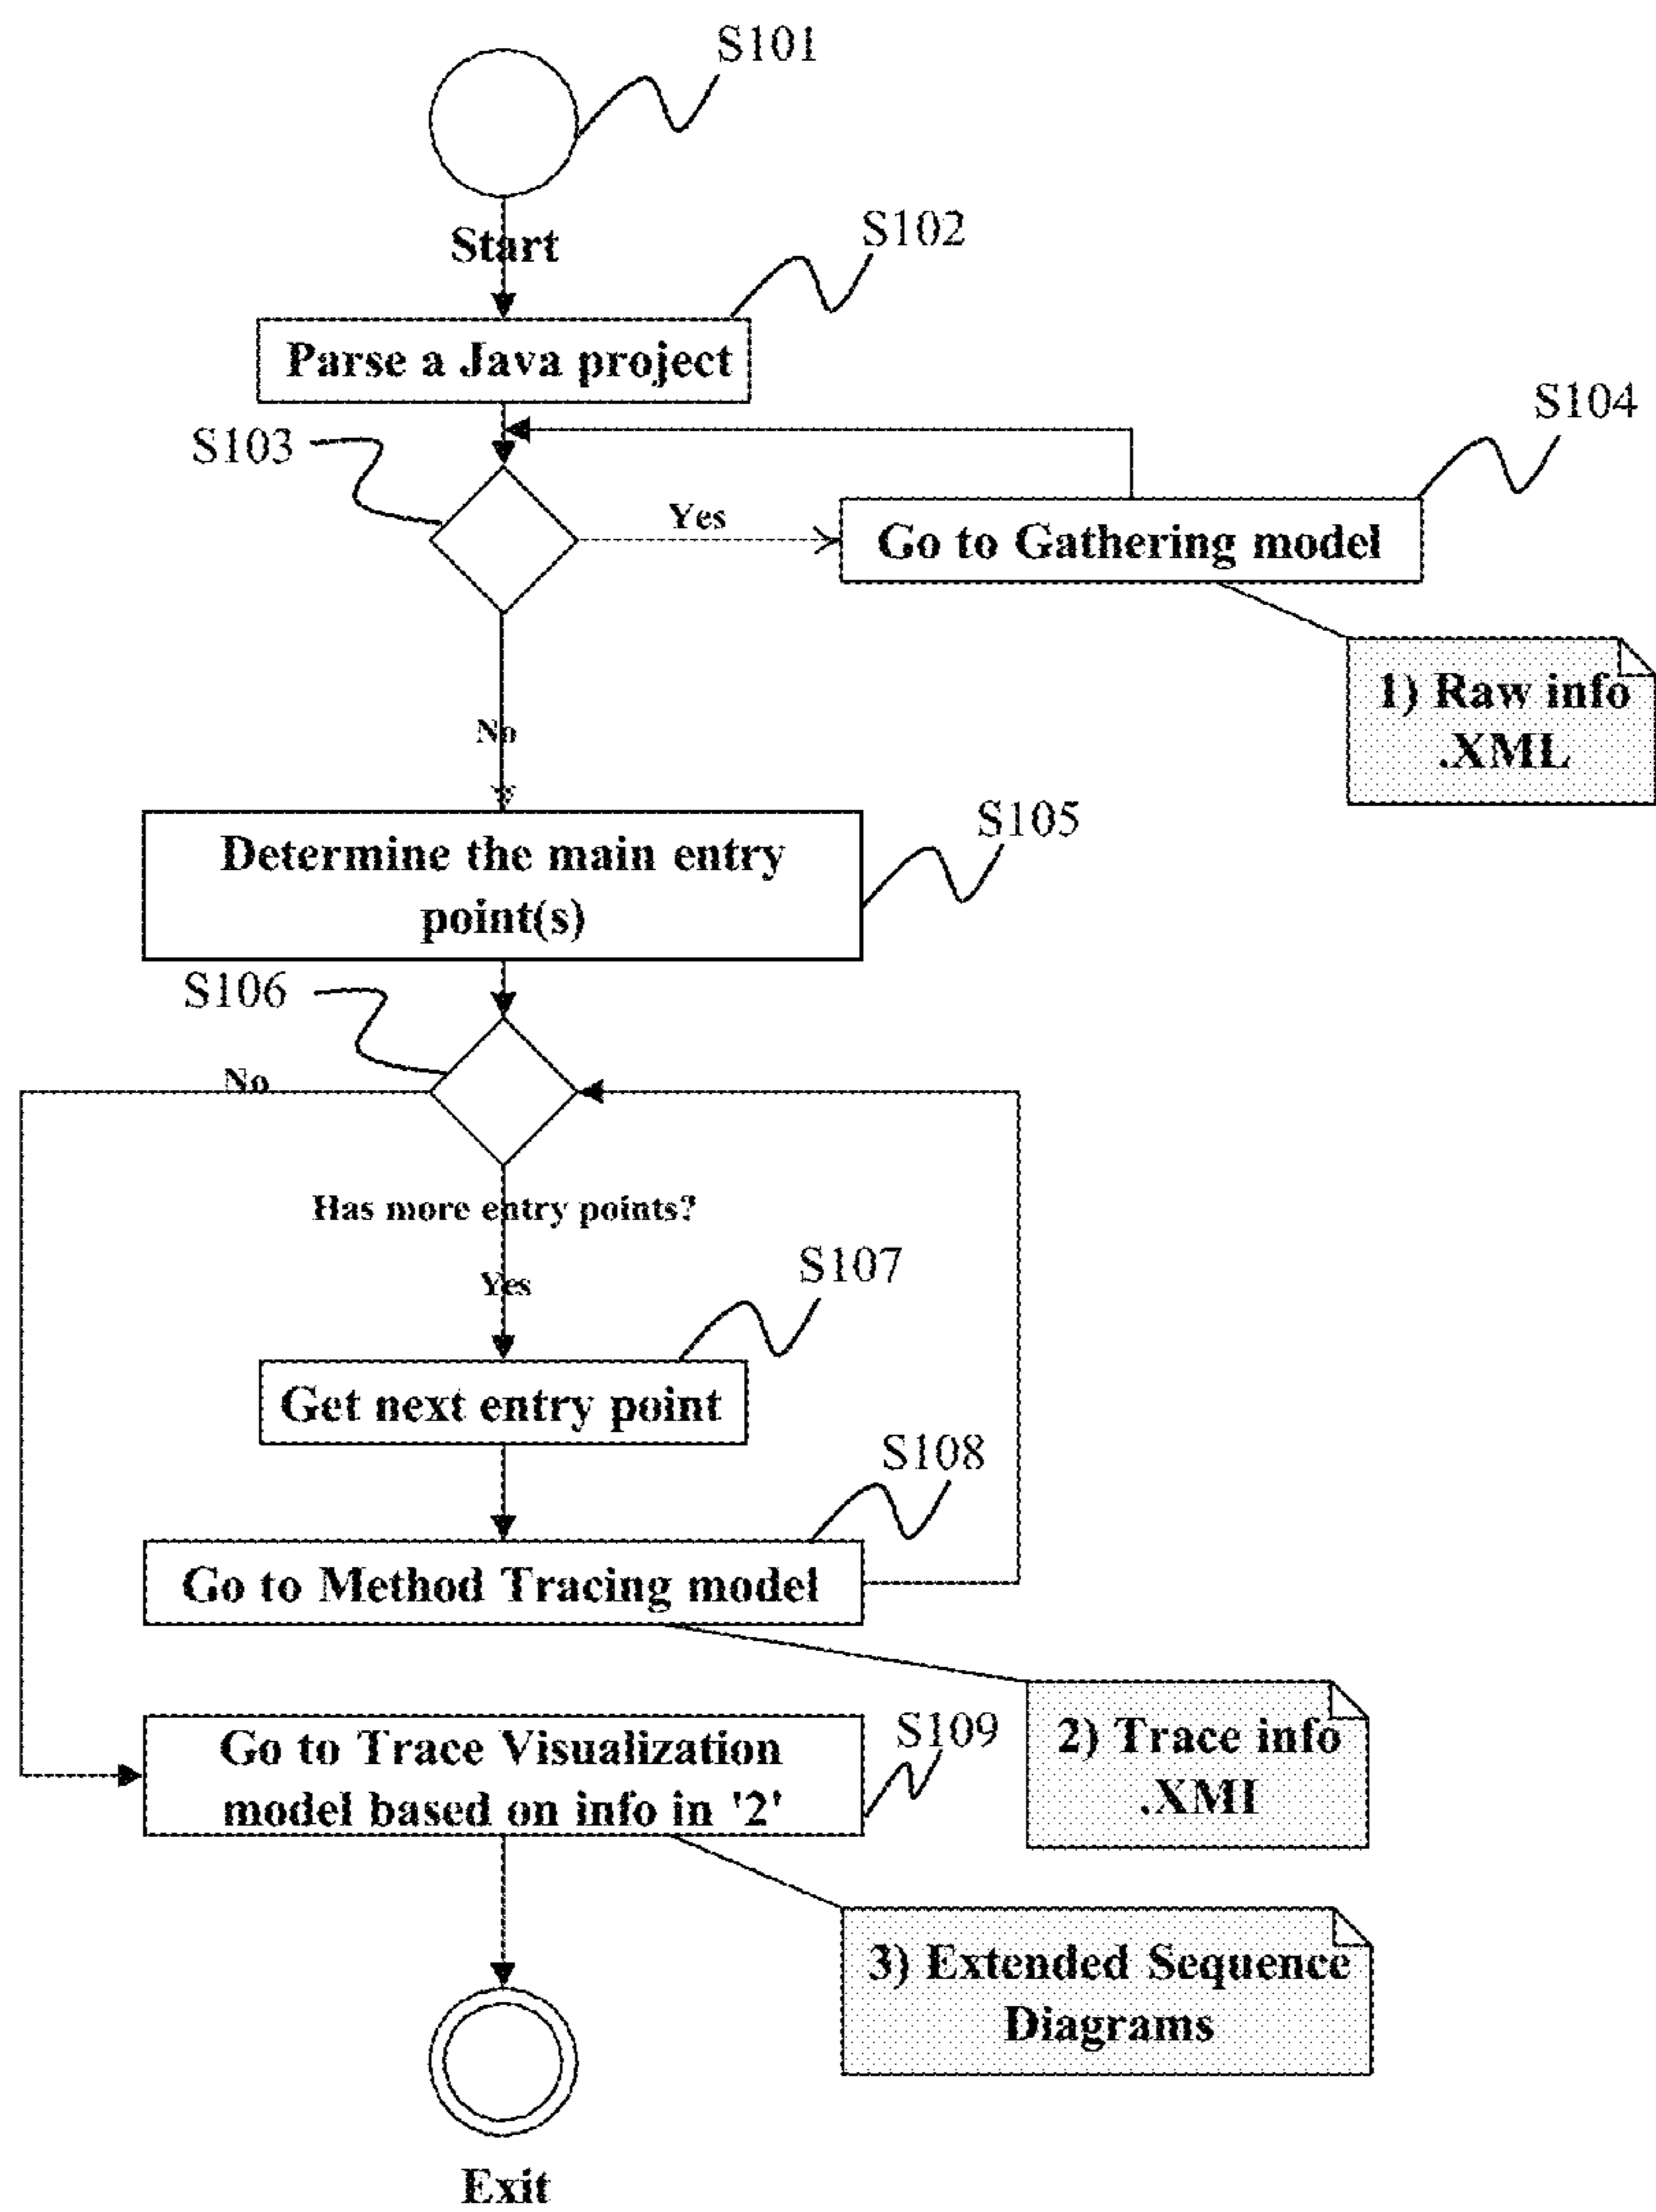 S101
Start
S102
Parse a Java project
S103
S104
Yes
Go to Gathering model
1) Raw info
.XML
No
S105
Determine the main entry
point(s)
S106
No
Has more entry points?
Yes
S107
Get next entry point
S108
Go to Method Tracing model
S109
Go to Trace Visualization
model based on info in '2'
2) Trace info
.XMI
3) Extended Sequence
Diagrams
Exit